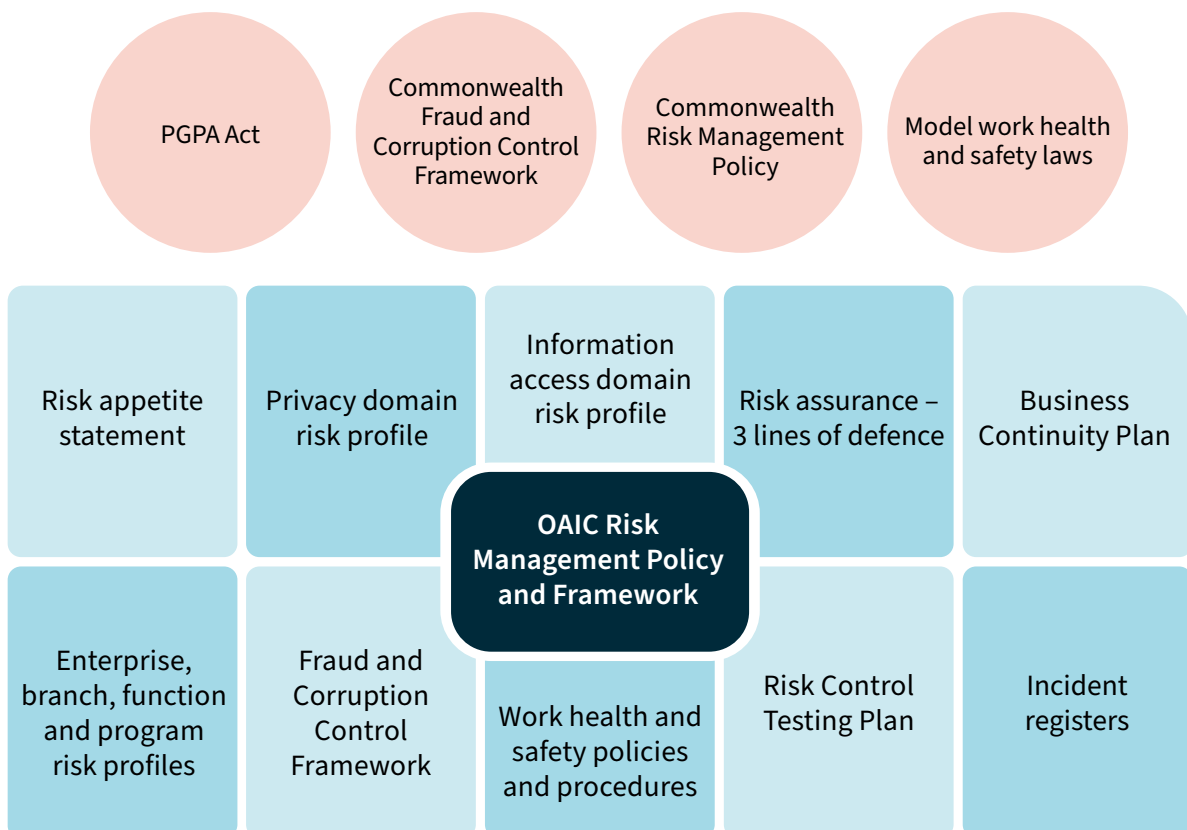 PGPA Act
Commonwealth
Fraud and
Corruption Control
Framework
Commonwealth
Risk Management
Policy
Model work health
and safety laws
Risk appetite
statement
Privacy domain
risk profile
Information
access domain
risk profile
Risk assurance –
3 lines of defence
Business
Continuity Plan
OAIC Risk
Management Policy
and Framework
Enterprise,
branch, function
and program
risk profiles
Fraud and
Corruption
Control
Framework
Work health and
safety policies
and procedures
Risk Control
Testing Plan
Incident
registers